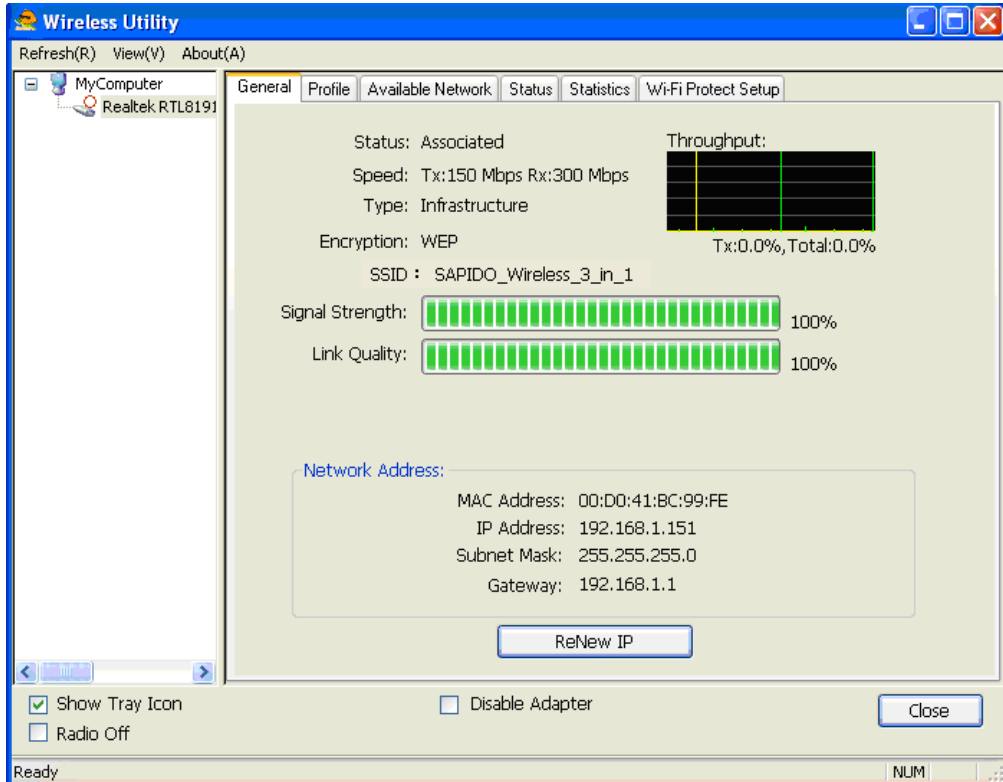 Wireless Utility
Refresh(R) View(V) About(A)
MyComputer
Realtek RTL8191
General Profile Available Network Status Statistics Wi-Fi Protect Setup
Status: Associated
Throughput:
Speed: Tx:150 Mbps Rx:300 Mbps
Type: Infrastructure
Encryption: WEP
Tx:0.0%, Total:0.0%
SSID : SAPIDO_Wireless_3_in_1
Signal Strength: 100%
Link Quality: 100%
Network Address:
MAC Address: 00:D0:41:BC:99:FE
IP Address: 192.168.1.151
Subnet Mask: 255.255.255.0
Gateway: 192.168.1.1
ReNew IP
Show Tray Icon
Disable Adapter
Close
Radio Off
Ready
NUM